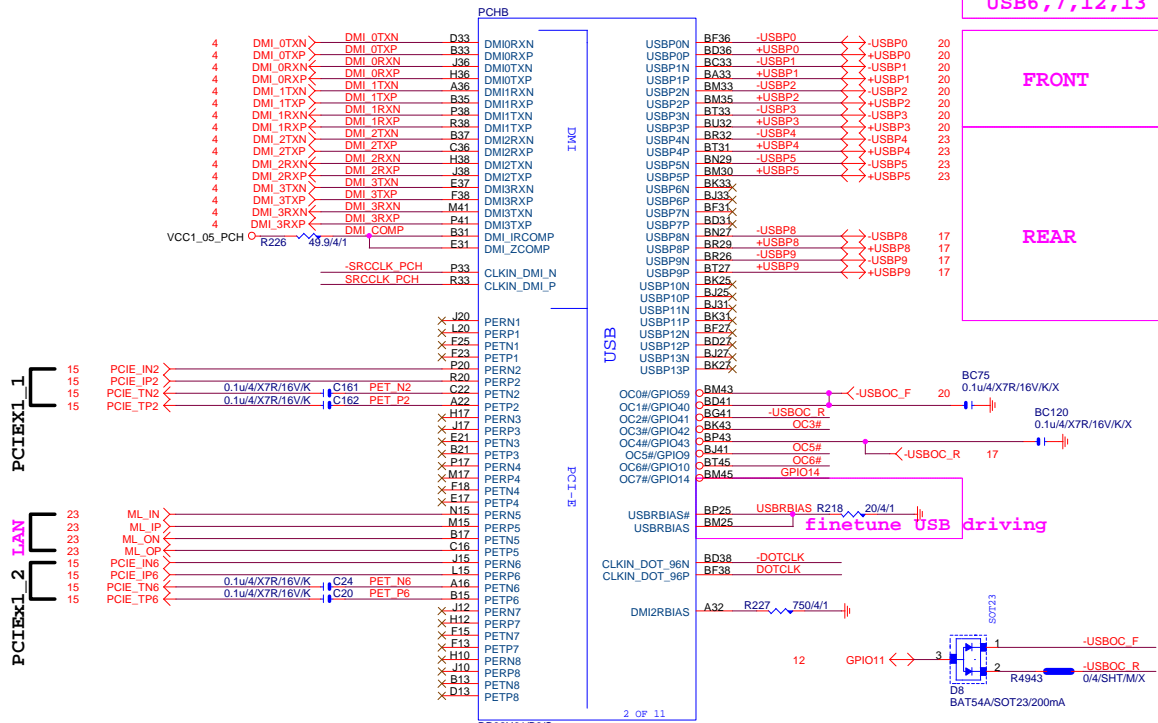 PCHB
USB6,7,12,13
FRONT
REAR
4 DMI_0TXN DMI_0TXN D33 DMI0RXN
4 DMI_0TXP DMI_0TXP B33 DMI0RXP
4 DMI_0RXN DMI_0RXN J36 DMI0TXN
4 DMI_0RXP DMI_0RXP H36 DMI0TXP
4 DMI_1TXN DMI_1TXN A36 DMI1RXN
4 DMI_1TXP DMI_1TXP B35 DMI1RXP
4 DMI_1RXN DMI_1RXN P38 DMI1TXN
4 DMI_1RXP DMI_1RXP R38 DMI1TXP
4 DMI_2TXN DMI_2TXN B37 DMI2RXN
4 DMI_2TXP DMI_2TXP C36 DMI2RXP
4 DMI_2RXN DMI_2RXN H38 DMI2TXN
4 DMI_2RXP DMI_2RXP J38 DMI2TXP
4 DMI_3TXN DMI_3TXN E37 DMI3RXN
4 DMI_3TXP DMI_3TXP F38 DMI3RXP
4 DMI_3RXN DMI_3RXN M41 DMI3TXN
4 DMI_3RXP DMI_3RXP P41 DMI3TXP
VCC1_05_PCH R226 49.9/4/1 DMI_COMP B31 DMI_IRCOMP
E31 DMI_ZCOMP
-SRCCLK_PCH P33 CLKIN_DMI_N
SRCCLK_PCH R33 CLKIN_DMI_P
DMI
J20 PERN1
L20 PERP1
F25 PETN1
F23 PETP1
PCIEX1_1
15 PCIE_IN2 P20 PERN2
15 PCIE_IP2 R20 PERP2
15 PCIE_TN2 0.1u/4/X7R/16V/K C161 PET_N2 C22 PETN2
15 PCIE_TP2 0.1u/4/X7R/16V/K C162 PET_P2 A22 PETP2
H17 PERN3
J17 PERP3
E21 PETN3
B21 PETP3
P17 PERN4
M17 PERP4
F18 PETN4
E17 PETP4
PCI-E
LAN
23 ML_IN N15 PERN5
23 ML_IP M15 PERP5
23 ML_ON B17 PETN5
23 ML_OP C16 PETP5
PCIEx1_2
15 PCIE_IN6 J15 PERN6
15 PCIE_IP6 L15 PERP6
15 PCIE_TN6 0.1u/4/X7R/16V/K C24 PET_N6 A16 PETN6
15 PCIE_TP6 0.1u/4/X7R/16V/K C20 PET_P6 B15 PETP6
J12 PERN7
H12 PERP7
F15 PETN7
F13 PETP7
H10 PERN8
J10 PERP8
B13 PETN8
D13 PETP8
2 OF 11
USB
USBP0N BF36 -USBP0 -USBP0 20
USBP0P BD36 +USBP0 +USBP0 20
USBP1N BC33 -USBP1 -USBP1 20
USBP1P BA33 +USBP1 +USBP1 20
USBP2N BM33 -USBP2 -USBP2 20
USBP2P BM35 +USBP2 +USBP2 20
USBP3N BT33 -USBP3 -USBP3 20
USBP3P BU32 +USBP3 +USBP3 20
USBP4N BR32 -USBP4 -USBP4 23
USBP4P BT31 +USBP4 +USBP4 23
USBP5N BN29 -USBP5 -USBP5 23
USBP5P BM30 +USBP5 +USBP5 23
USBP6N BK33
USBP6P BJ33
USBP7N BF31
USBP7P BD31
USBP8N BN27 -USBP8 -USBP8 17
USBP8P BR29 +USBP8 +USBP8 17
USBP9N BR26 -USBP9 -USBP9 17
USBP9P BT27 +USBP9 +USBP9 17
USBP10N BK25
USBP10P BJ25
USBP11N BJ31
USBP11P BK31
USBP12N BF27
USBP12P BD27
USBP13N BJ27
USBP13P BK27
OC0#/GPIO59 BM43 -USBOC_F 20
OC1#/GPIO40 BD41
OC2#/GPIO41 BG41 -USBOC_R
OC3#/GPIO42 BK43 OC3#
OC4#/GPIO43 BP43
OC5#/GPIO9 BJ41 OC5#
OC6#/GPIO10 BT45 OC6#
OC7#/GPIO14 BM45 GPIO14
-USBOC_R 17
BC75
0.1u/4/X7R/16V/K/X
BC120
0.1u/4/X7R/16V/K/X
USBRBIAS# BP25 USBRBIAS R218 20/4/1
USBRBIAS BM25
finetune USB driving
CLKIN_DOT_96N BD38 -DOTCLK
CLKIN_DOT_96P BF38 DOTCLK
DMI2RBIAS A32 R227 750/4/1
SOT23
12 GPIO11 3
1 -USBOC_F
2 R4943 -USBOC_R
0/4/SHT/M/X
D8
BAT54A/SOT23/200mA